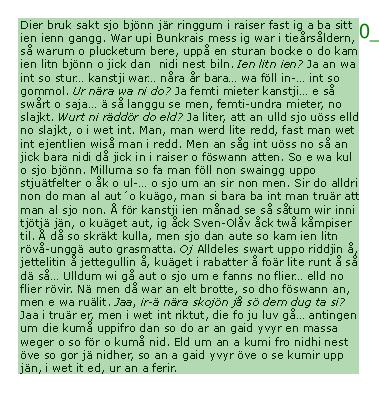 Dier bruk sakt sjo bjönn jär ringgum i raiser fast ig a ba sitt
ien ienn gangg. War upi Bunkrais mess ig war i tieårsåldern,
så warum o plucketum bere, uppå en sturan bocke o do kam
ien litn bjönn o jick dan nidi nest biln. Ien litn ien? Ja an wa
int so stur... kanstji war... nåra år bara... wa föll in-... int so
gommol. Ur nära wa ni do? Ja femti mieter kanstji... e så
swårt o saja... ä så langgu se men, femti-undra mieter, no
slajkt. Wurt ni räddör do eld? Ja liter, att an ulld sjo uöss elld
no slajkt, o i wet int. Man, man werd lite redd, fast man wet
int ejentlien wiså man i redd. Men an såg int uöss no så an
jick bara nidi då jick in i raiser o föswann atten. So e wa kul
o sjo bjönn. Milluma so fa man föll non swaingg uppo
stjuätfelter o åk o ul-... o sjo um an sir non men. Sir do alldri
non do man al aut´o kuägo, man si bara ba int man truär att
man al sjo non. Å för kanstji ien månad se så såtum wir inni
tjötjä jän, o kuäget aut, ig åck Sven-Olåv åck twå kåmpiser
til. Å då so skräkt kulla, men sjo dan aute so kam ien litn
rövå-unggä auto grasmatta. Oj Alldeles swart uppo riddjin å,
jettelitin å jettegullin å, kuäget i rabatter å foär lite runt å så
dä så... Ulldum wi gå aut o sjo um e fanns no flier... elld no
flier rövir. Nä men då war an elt brotte, so dho föswann an,
men e wa ruälit. Jaa, ir-ä nära skojön jå sö dem dug ta si?
Jaa i truär er, men i wet int riktut, die fo ju luv gå... antingen
um die kumå uppifro dan so do ar an gaid yvyr en massa
weger o so för o kumå nid. Eld um an a kumi fro nidhi nest
öve so gor jä nidher, so an a gaid yvyr öve o se kumir upp
jän, i wet it ed, ur an a ferir.